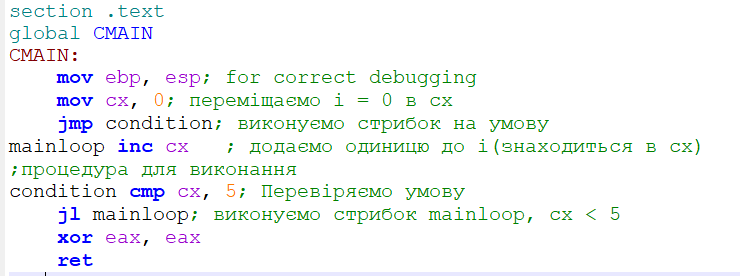 section .text
global CMAIN
CMAIN:
    mov ebp, esp; for correct debugging
    mov cx, 0; переміщаємо i = 0 в cx
    jmp condition; виконуємо стрибок на умову
mainloop inc cx   ; додаємо одиницю до i(знаходиться в cx)
;процедура для виконання
condition cmp cx, 5; Перевіряємо умову
    jl mainloop; виконуємо стрибок mainloop, cx < 5
    xor eax, eax
    ret